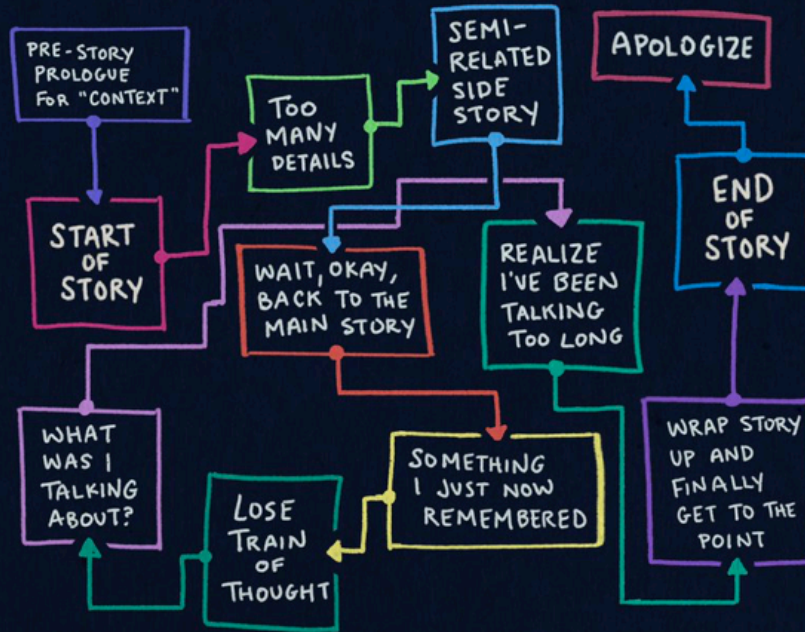 PRE-STORY
PROLOGUE
FOR "CONTEXT"
START
OF
STORY
TOO
MANY
DETAILS
SEMI-
RELATED
SIDE
STORY
WAIT, OKAY,
BACK TO THE
MAIN STORY
SOMETHING
I JUST NOW
REMEMBERED
LOSE
TRAIN
OF
THOUGHT
WHAT
WAS I
TALKING
ABOUT?
REALIZE
I'VE BEEN
TALKING
TOO LONG
WRAP STORY
UP AND
FINALLY
GET TO THE
POINT
END
OF
STORY
APOLOGIZE